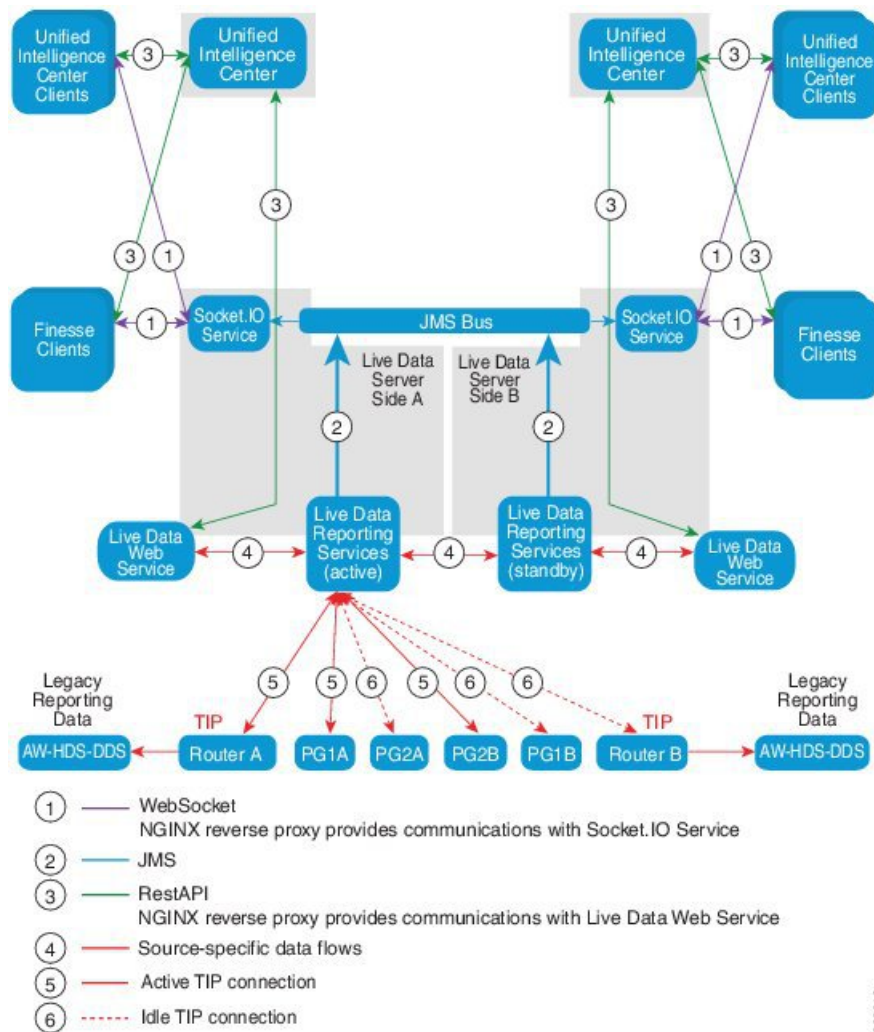 Unified
Intelligence
Center
Clients
3
Unified
Intelligence
Center
Unified
Intelligence
Center
3
Unified
Intelligence
Center
Clients
3
3
1
3
1
3
Finesse
Clients
1
Socket.IO
Service
JMS Bus
Socket.IO
Service
1
Finesse
Clients
Live Data
Server
Side A
Live Data
Server
Side B
2
2
Live Data
Web
Service
4
Live Data
Reporting
Services
(active)
4
Live Data
Reporting
Services
(standby)
4
Live Data
Web
Service
5
5
6
5
6
6
Legacy
Reporting
Data
TIP
TIP
Legacy
Reporting
Data
AW-HDS-DDS
Router A
PG1A
PG2A
PG2B
PG1B
Router B
AW-HDS-DDS
1 WebSocket
NGINX reverse proxy provides communications with Socket.IO Service
2 JMS
3 RestAPI
NGINX reverse proxy provides communications with Live Data Web Service
4 Source-specific data flows
5 Active TIP connection
6 Idle TIP connection